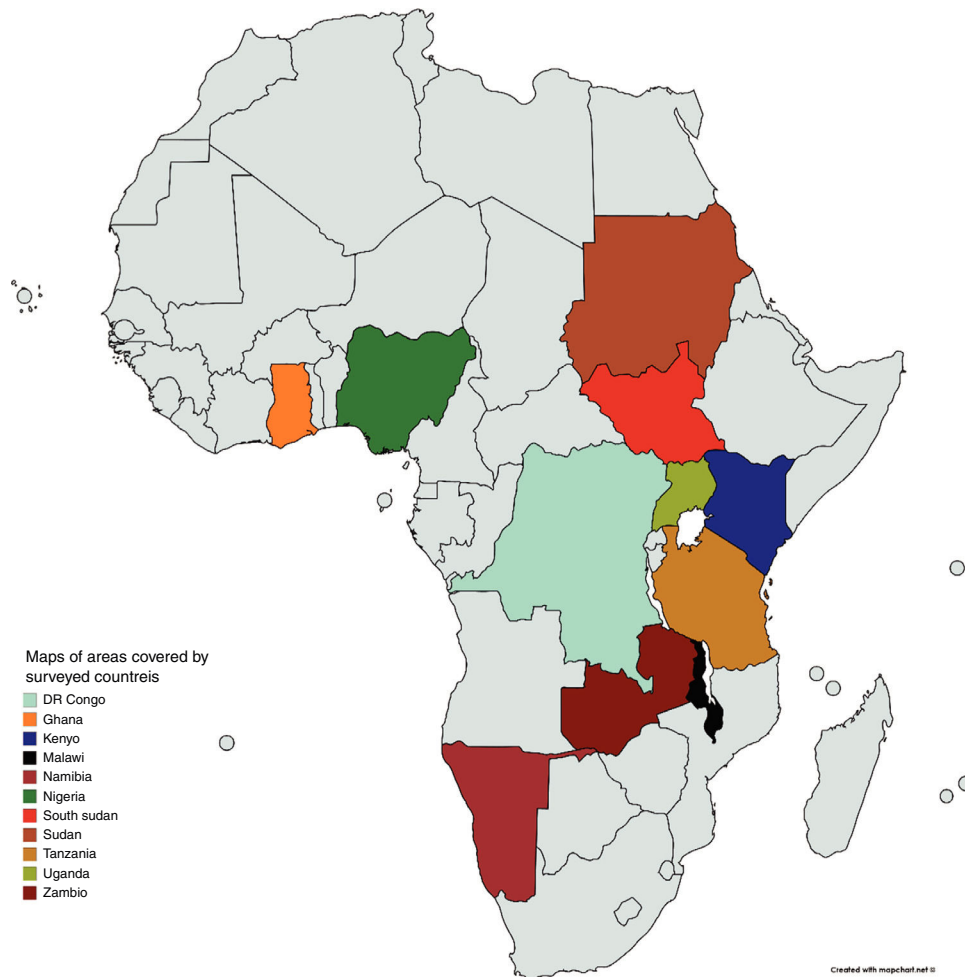 Maps of areas covered by
surveyed countreis
DR Congo
Ghana
Kenyo
Malawi
Namibia
Nigeria
South sudan
Sudan
Tanzania
Uganda
Zambio
Created with mapchart.net ©